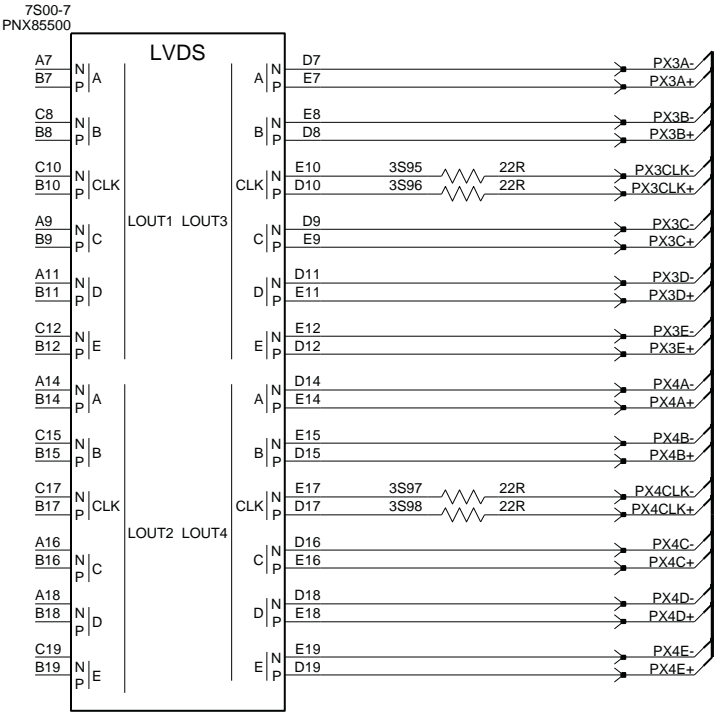 7S00-7
PNX85500
LVDS
A7 N A A N D7 PX3A-
B7 P P E7 PX3A+
C8 N B B N E8 PX3B-
B8 P P D8 PX3B+
C10 N CLK CLK N E10 3S95 22R PX3CLK-
B10 P P D10 3S96 22R PX3CLK+
LOUT1 LOUT3
A9 N C C N D9 PX3C-
B9 P P E9 PX3C+
A11 N D D N D11 PX3D-
B11 P P E11 PX3D+
C12 N E E N E12 PX3E-
B12 P P D12 PX3E+
A14 N A A N D14 PX4A-
B14 P P E14 PX4A+
C15 N B B N E15 PX4B-
B15 P P D15 PX4B+
C17 N CLK CLK N E17 3S97 22R PX4CLK-
B17 P P D17 3S98 22R PX4CLK+
LOUT2 LOUT4
A16 N C C N D16 PX4C-
B16 P P E16 PX4C+
A18 N D D N D18 PX4D-
B18 P P E18 PX4D+
C19 N E E N E19 PX4E-
B19 P P D19 PX4E+